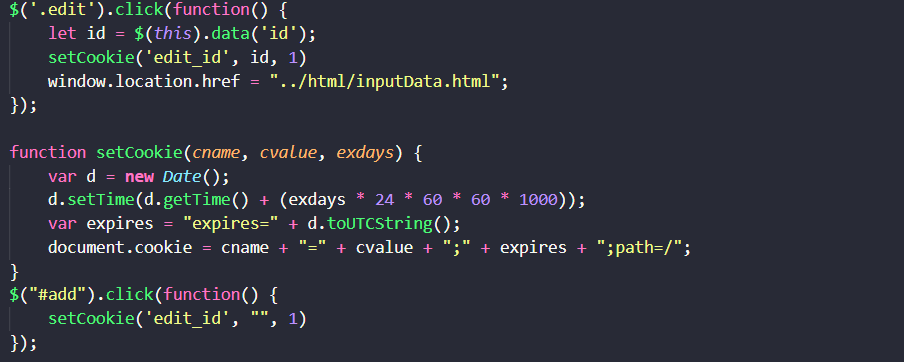 $('.edit').click(function() {
    let id = $(this).data('id');
    setCookie('edit_id', id, 1)
    window.location.href = "../html/inputData.html";
});

function setCookie(cname, cvalue, exdays) {
    var d = new Date();
    d.setTime(d.getTime() + (exdays * 24 * 60 * 60 * 1000));
    var expires = "expires=" + d.toUTCString();
    document.cookie = cname + "=" + cvalue + ";" + expires + ";path=/";
}
$("#add").click(function() {
    setCookie('edit_id', "", 1)
});